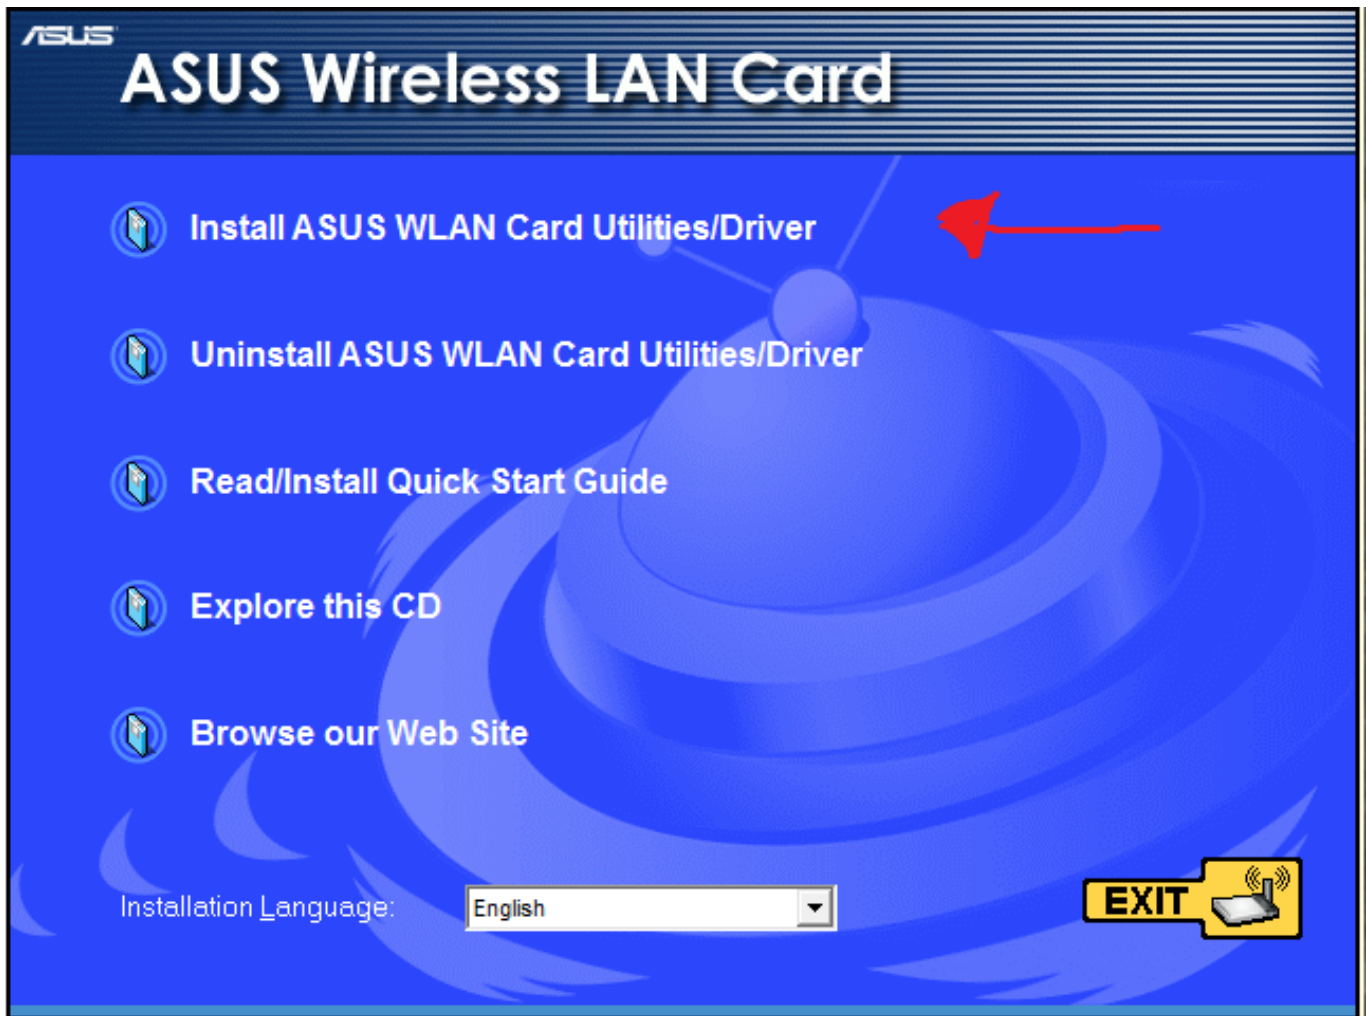 ASUS
ASUS Wireless LAN Card
Install ASUS WLAN Card Utilities/Driver
Uninstall ASUS WLAN Card Utilities/Driver
Read/Install Quick Start Guide
Explore this CD
Browse our Web Site
Installation Language: English
EXIT